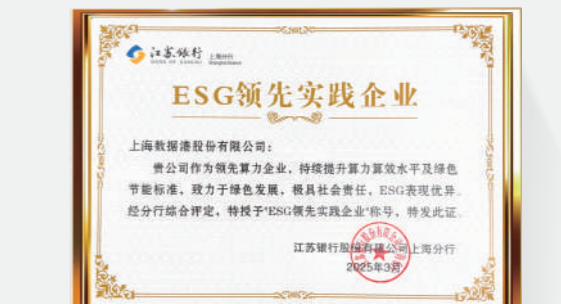 江苏银行 上海分行
BANK OF JIANGSU
ESG领先实践企业
上海数据港股份有限公司：
贵公司作为领先算力企业，持续提升算力算效水平及绿色
节能标准，致力于绿色发展，极具社会责任，ESG表现优异。
经分行综合评定，特授予“ESG领先实践企业”称号，特发此证。
江苏银行股份有限公司上海分行
2025年3月